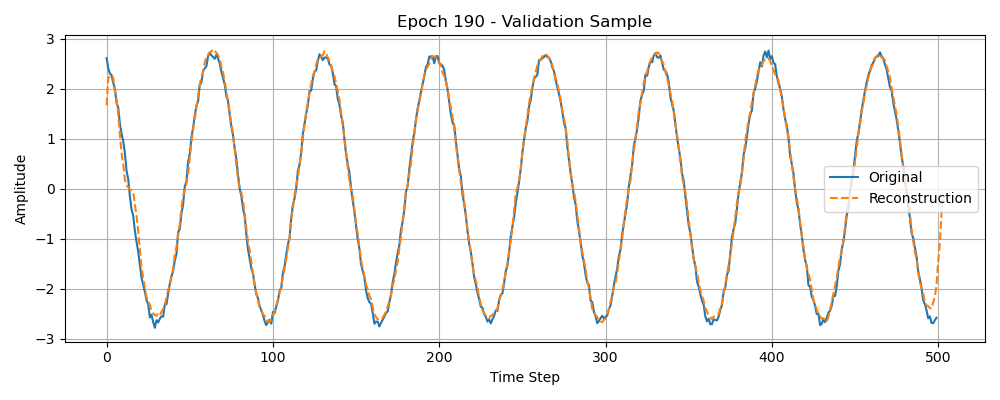 Epoch 190 - Validation Sample
3
2
1
0
−1
−2
−3
Amplitude
Original
Reconstruction
0 100 200 300 400 500
Time Step